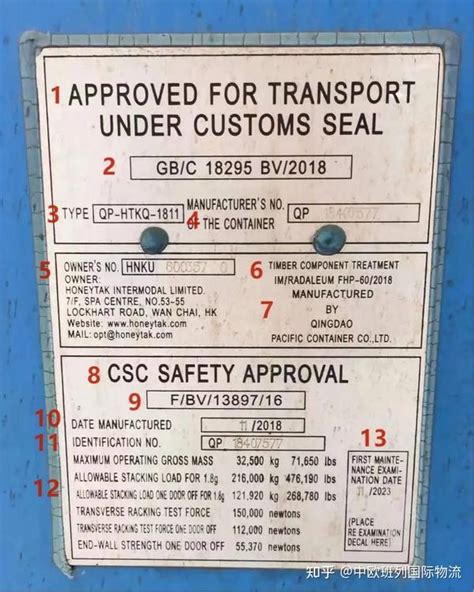 1 APPROVED FOR TRANSPORT
UNDER CUSTOMS SEAL
2 GB/C 18295 BV/2018
3 TYPE QP-HTKQ-1811 4 MANUFACTURER'S NO. OF THE CONTAINER QP 18407577
5 OWNER'S NO. HNKU 600357 0
OWNER:
HONEYTAK INTERMODAL LIMITED.
7/F, SPA CENTRE, NO.53-55
LOCKHART ROAD, WAN CHAI, HK
Website: www.honeytak.com
MAIL: opt@honeytak.com
6 TIMBER COMPONENT TREATMENT
IM/RADALEUM FHP-60/2018
7 MANUFACTURED
BY
QINGDAO
PACIFIC CONTAINER CO.,LTD.
8 CSC SAFETY APPROVAL
9 F/BV/13897/16
10 DATE MANUFACTURED 11/2018
11 IDENTIFICATION NO. QP 18407577
MAXIMUM OPERATING GROSS MASS 32,500 kg 71,650 lbs
12 ALLOWABLE STACKING LOAD FOR 1.8g 216,000 kg 476,190 lbs
ALLOWABLE STACKING LOAD ONE DOOR OFF FOR 1.8g 121,920 kg 268,780 lbs
TRANSVERSE RACKING TEST FORCE 150,000 newtons
TRANSVERSE RACKING TEST FORCE ONE DOOR OFF 112,000 newtons
END-WALL STRENGTH ONE DOOR OFF 55,370 newtons
13
FIRST MAINTE-
NANCE EXAMI-
NATION DATE
11/2023
(PLACE
RE EXAMINATION
DECAL HERE)
知乎 @中欧班列国际物流